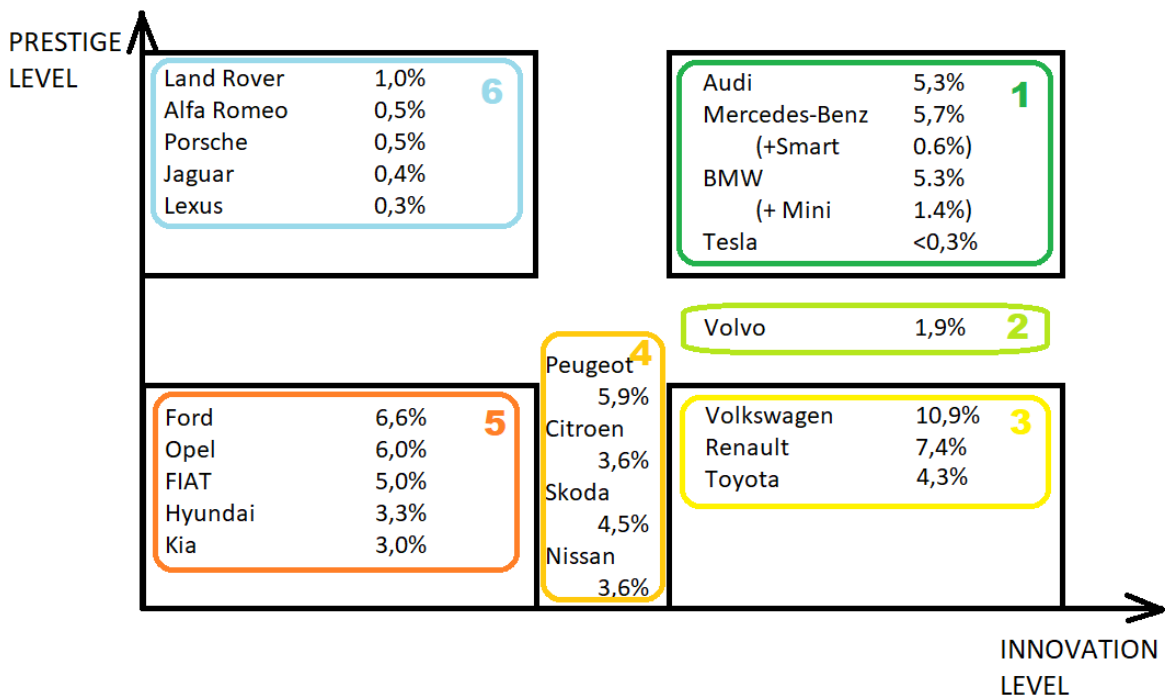 PRESTIGE
LEVEL
6
Land Rover 1,0%
Alfa Romeo 0,5%
Porsche 0,5%
Jaguar 0,4%
Lexus 0,3%
1
Audi 5,3%
Mercedes-Benz 5,7%
(+Smart 0.6%)
BMW 5.3%
(+ Mini 1.4%)
Tesla <0,3%
Volvo 1,9% 2
4
Peugeot
5,9%
Citroen
3,6%
Skoda
4,5%
Nissan
3,6%
5
Ford 6,6%
Opel 6,0%
FIAT 5,0%
Hyundai 3,3%
Kia 3,0%
3
Volkswagen 10,9%
Renault 7,4%
Toyota 4,3%
INNOVATION
LEVEL